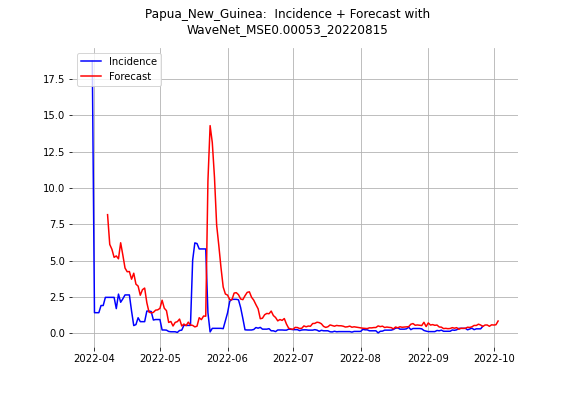 Papua_New_Guinea:  Incidence + Forecast with
WaveNet_MSE0.00053_20220815
Incidence
Forecast
17.5
15.0
12.5
10.0
7.5
5.0
2.5
0.0
2022-04 2022-05 2022-06 2022-07 2022-08 2022-09 2022-10